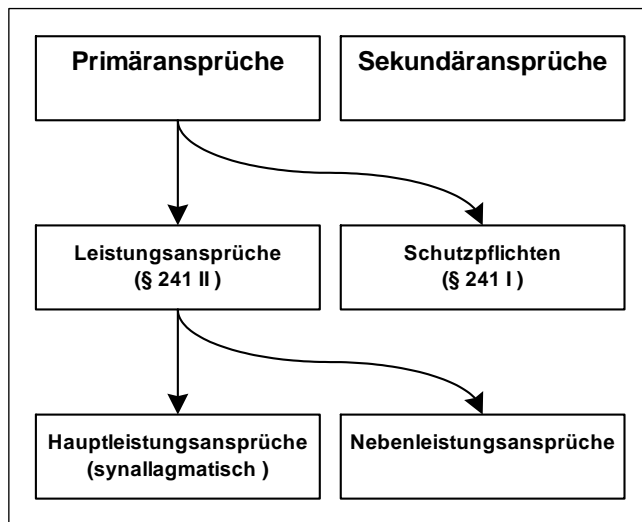 Primäransprüche
Sekundäransprüche
Leistungsansprüche
(§ 241 II )
Schutzpflichten
(§ 241 I )
Hauptleistungsansprüche
(synallagmatisch )
Nebenleistungsansprüche